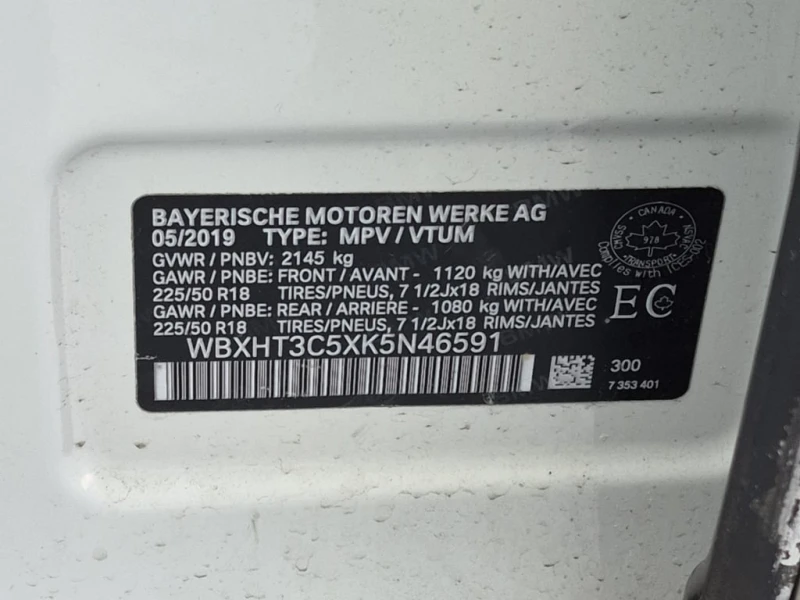 BAYERISCHE MOTOREN WERKE AG
05/2019 TYPE: MPV / VTUM
GVWR / PNBV: 2145 kg
GAWR / PNBE: FRONT / AVANT - 1120 kg WITH/AVEC
225/50 R18 TIRES/PNEUS, 7 1/2Jx18 RIMS/JANTES
GAWR / PNBE: REAR / ARRIERE - 1080 kg WITH/AVEC
225/50 R18 TIRES/PNEUS, 7 1/2Jx18 RIMS/JANTES
WBXHT3C5XK5N46591
CANADA
978
TRANSPORT
EC
300
7 353 401